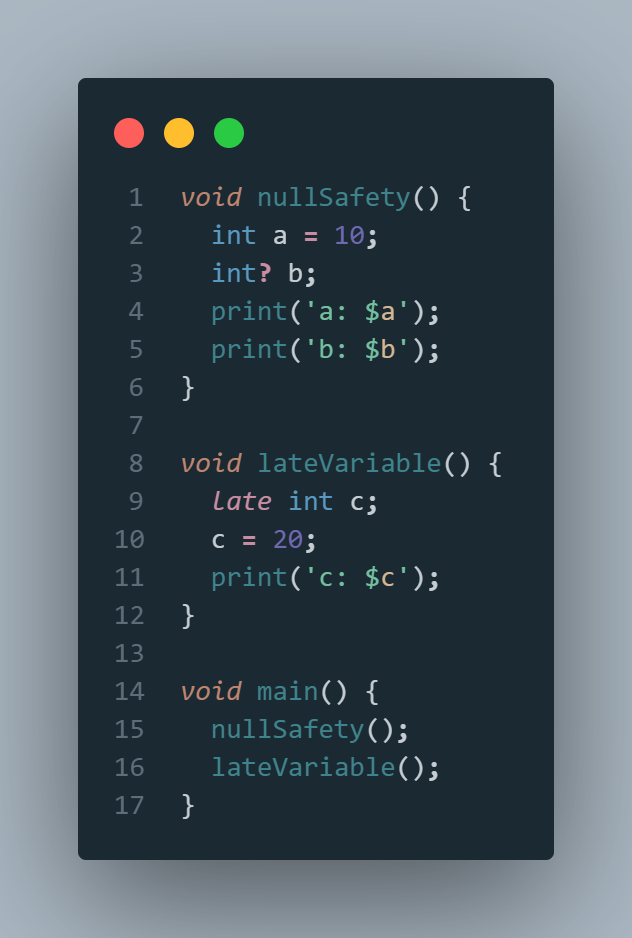 1 void nullSafety() {
2   int a = 10;
3   int? b;
4   print('a: $a');
5   print('b: $b');
6 }
7
8 void lateVariable() {
9   late int c;
10   c = 20;
11   print('c: $c');
12 }
13
14 void main() {
15   nullSafety();
16   lateVariable();
17 }